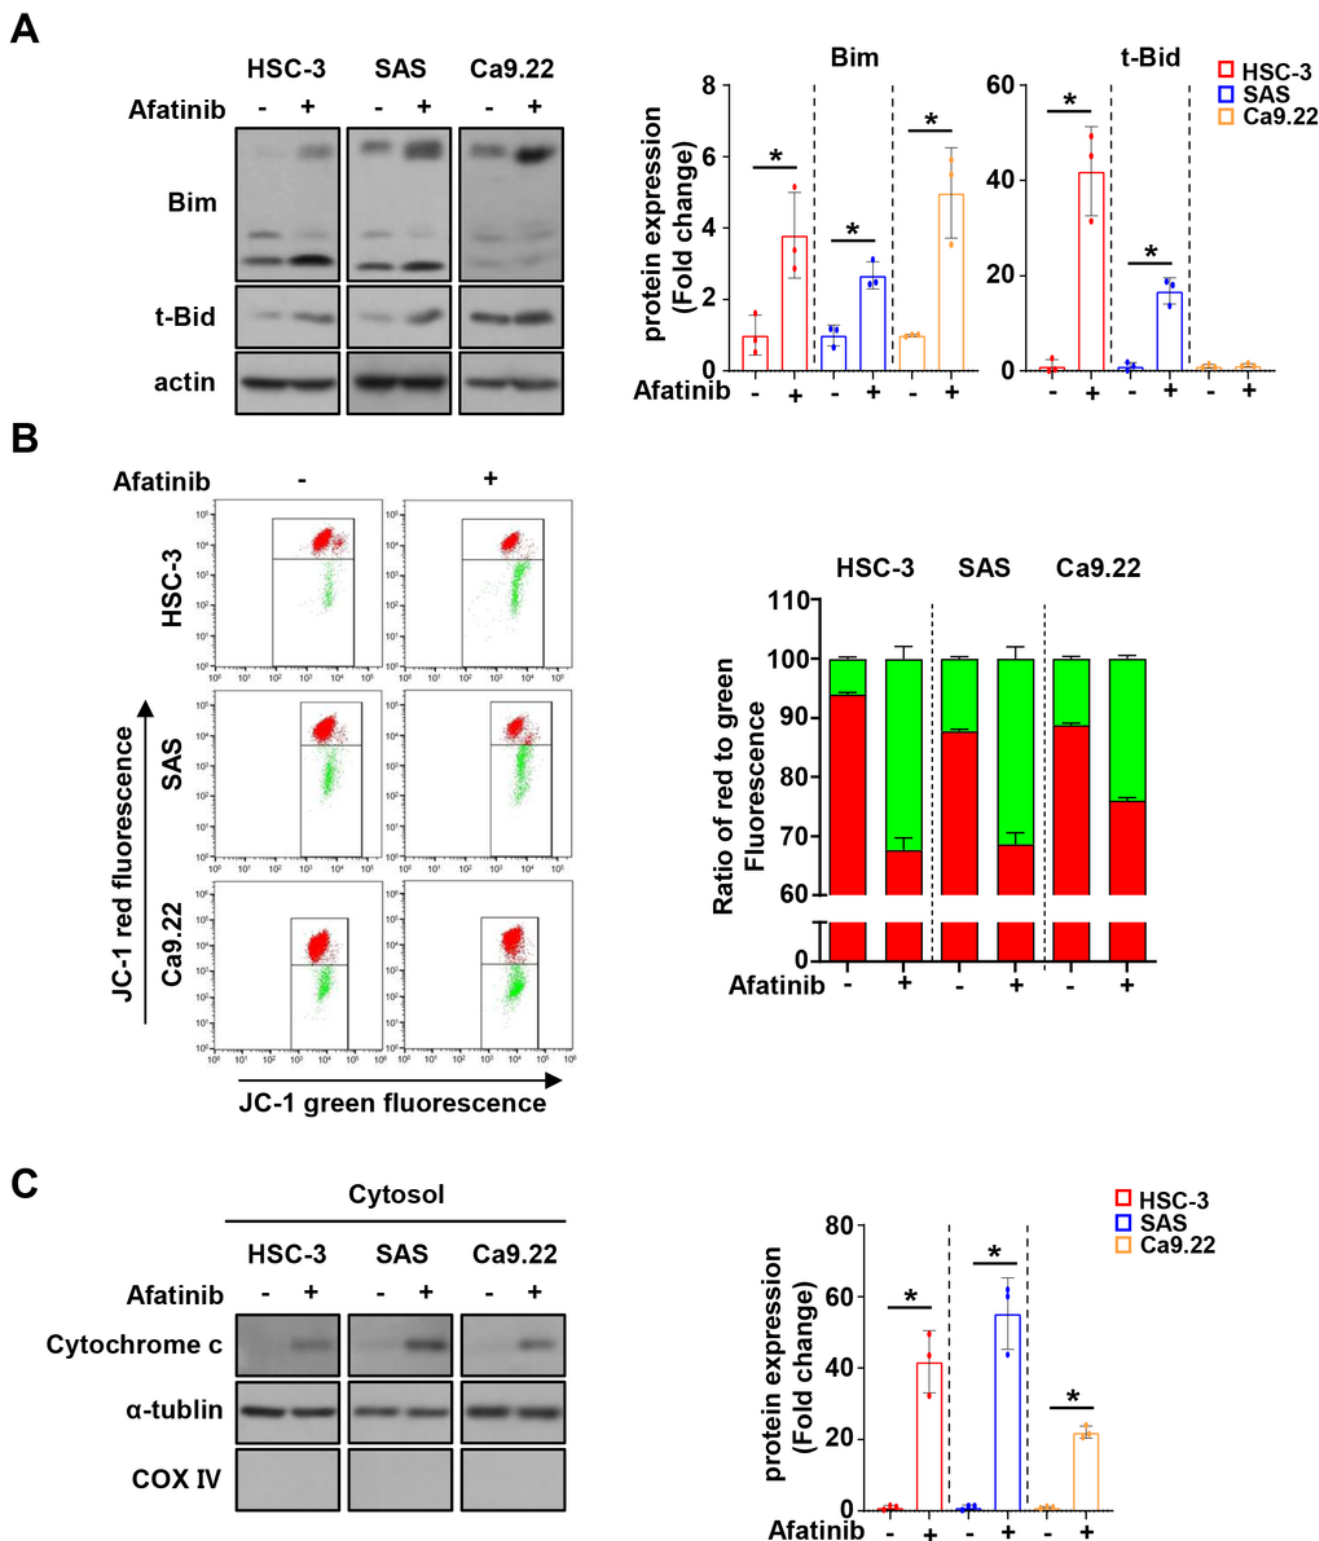 A
HSC-3 SAS Ca9.22
Afatinib - + - + - +
Bim
t-Bid
actin
Bim
protein expression
(Fold change)
8
6
4
2
0
Afatinib - + - + - +
t-Bid
60
40
20
0
- + - + - +
HSC-3
SAS
Ca9.22
* * *
* *
B
Afatinib - +
HSC-3
SAS
Ca9.22
JC-1 red fluorescence
JC-1 green fluorescence
HSC-3 SAS Ca9.22
Ratio of red to green
Fluorescence
110
100
90
80
70
60
0
Afatinib - + - + - +
C
Cytosol
HSC-3 SAS Ca9.22
Afatinib - + - + - +
Cytochrome c
α-tublin
COX IV
protein expression
(Fold change)
80
60
40
20
0
* * *
Afatinib - + - + - +
HSC-3
SAS
Ca9.22